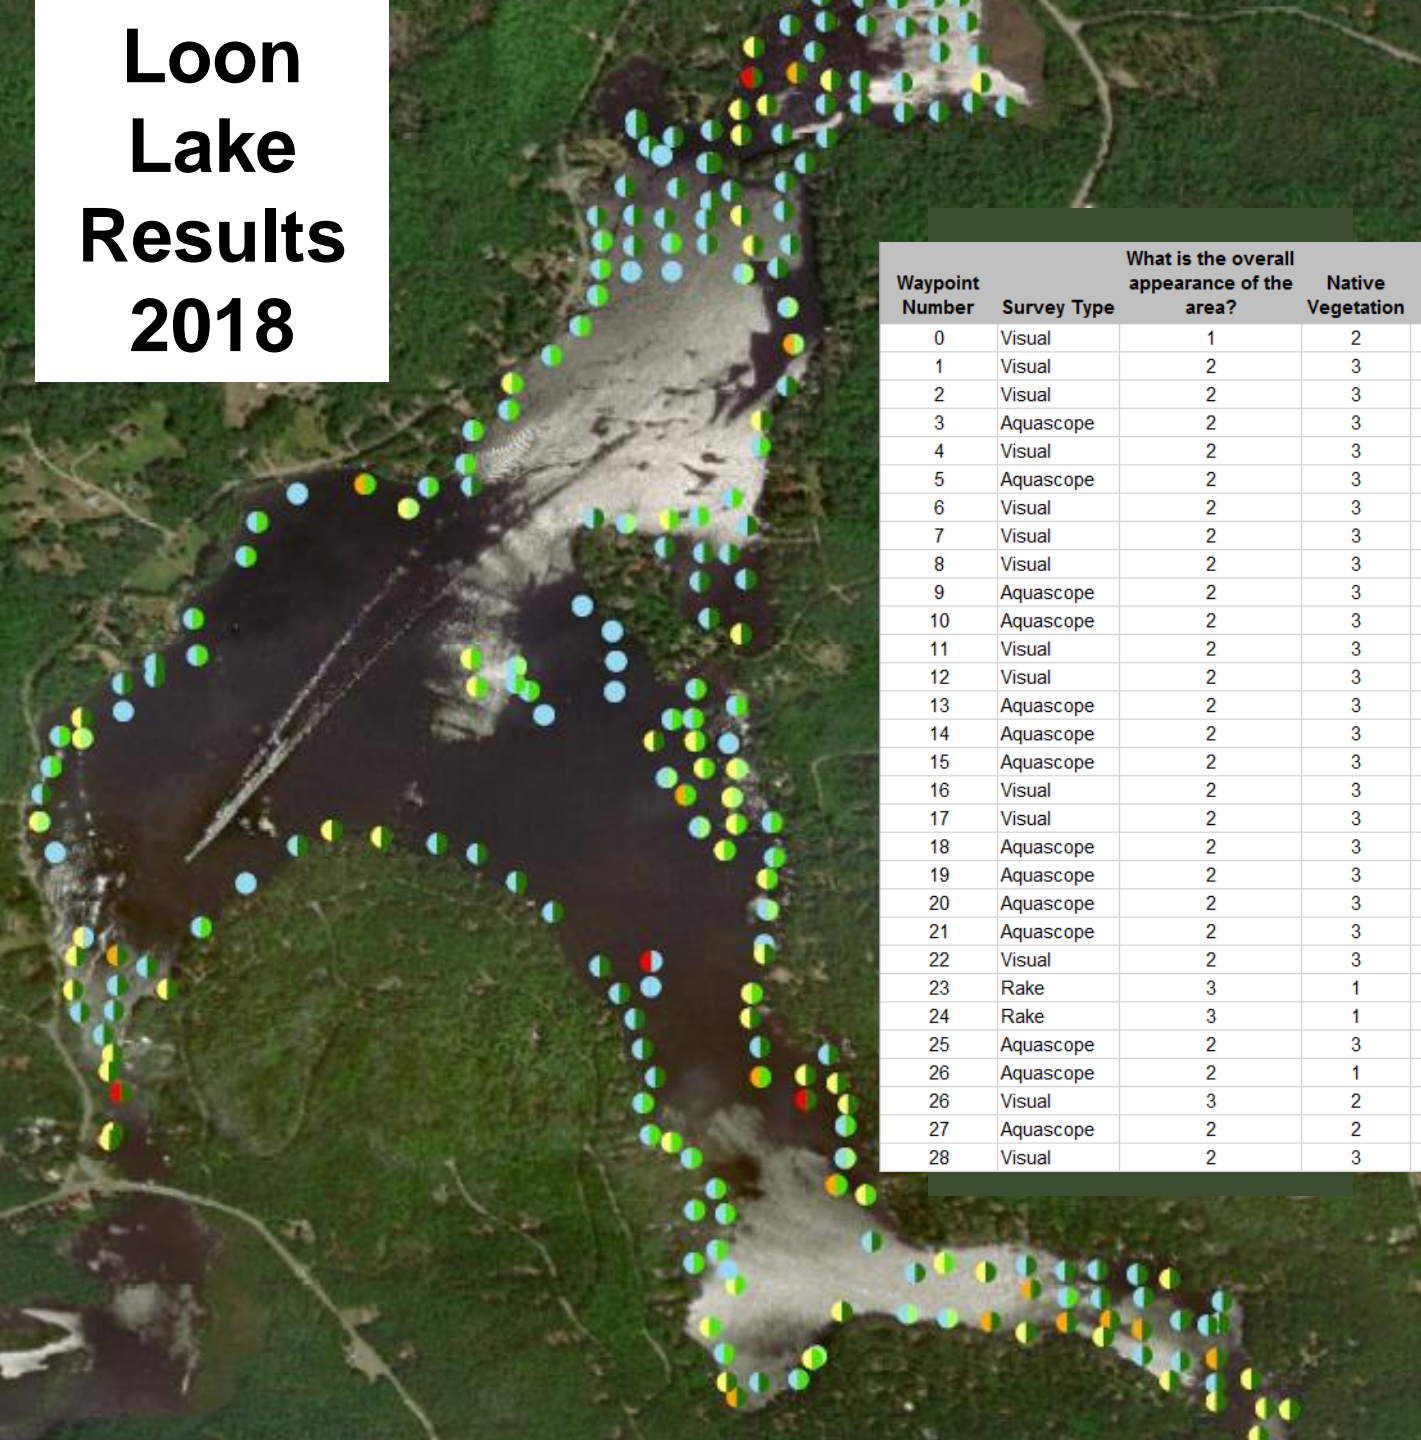 Loon
Lake
Results
2018
Waypoint Number Survey Type What is the overall appearance of the area? Native Vegetation
0 Visual 1 2
1 Visual 2 3
2 Visual 2 3
3 Aquascope 2 3
4 Visual 2 3
5 Aquascope 2 3
6 Visual 2 3
7 Visual 2 3
8 Visual 2 3
9 Aquascope 2 3
10 Aquascope 2 3
11 Visual 2 3
12 Visual 2 3
13 Aquascope 2 3
14 Aquascope 2 3
15 Aquascope 2 3
16 Visual 2 3
17 Visual 2 3
18 Aquascope 2 3
19 Aquascope 2 3
20 Aquascope 2 3
21 Aquascope 2 3
22 Visual 2 3
23 Rake 3 1
24 Rake 3 1
25 Aquascope 2 3
26 Aquascope 2 1
26 Visual 3 2
27 Aquascope 2 2
28 Visual 2 3